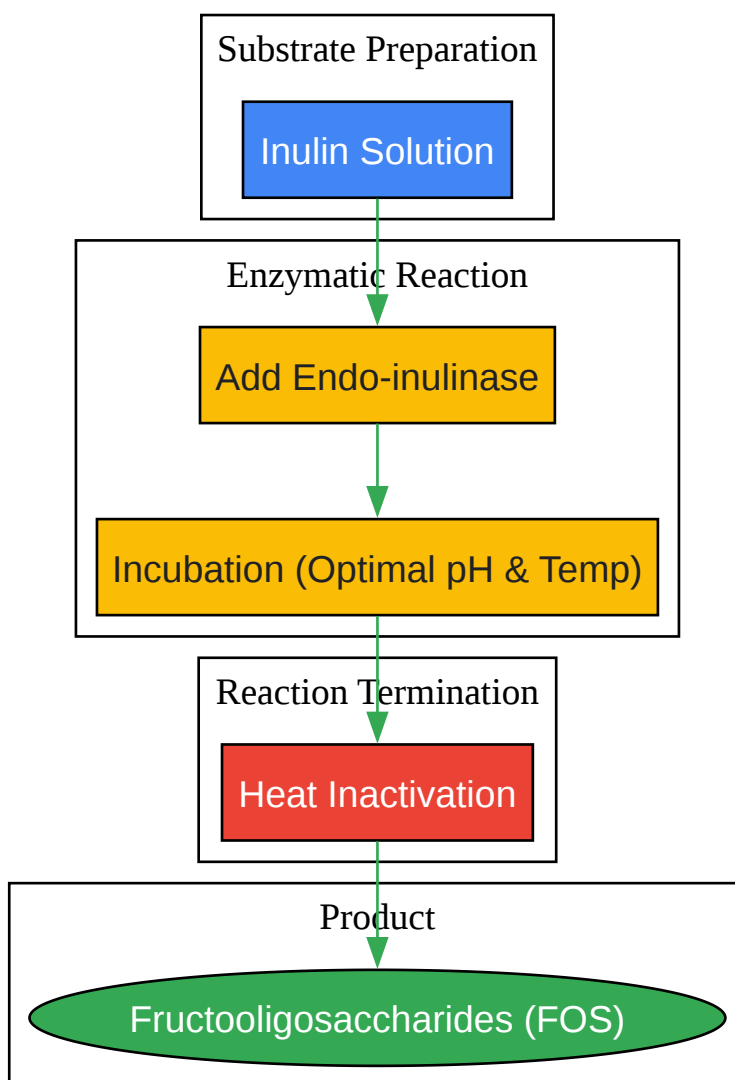 Substrate Preparation
Inulin Solution
Enzymatic Reaction
Add Endo-inulinase
Incubation (Optimal pH & Temp)
Reaction Termination
Heat Inactivation
Product
Fructooligosaccharides (FOS)